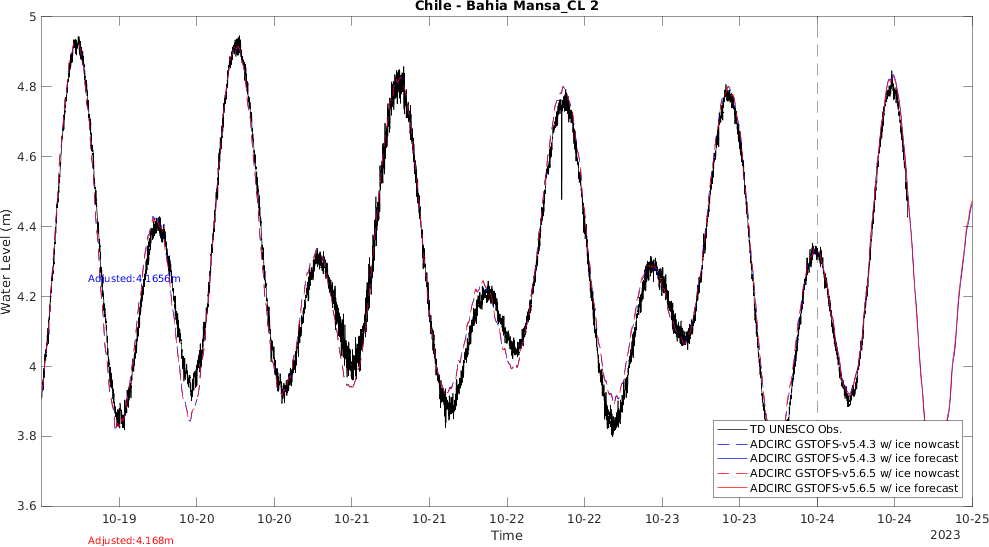 Chile - Bahia Mansa_CL 2
Water Level (m)
5
4.8
4.6
4.4
4.2
4
3.8
3.6
Adjusted:4.1656m
TD UNESCO Obs.
ADCIRC GSTOFS-v5.4.3 w/ ice nowcast
ADCIRC GSTOFS-v5.4.3 w/ ice forecast
ADCIRC GSTOFS-v5.6.5 w/ ice nowcast
ADCIRC GSTOFS-v5.6.5 w/ ice forecast
10-19 10-20 10-20 10-21 10-21 10-22 10-22 10-23 10-23 10-24 10-24 10-25
Time
2023
Adjusted:4.168m